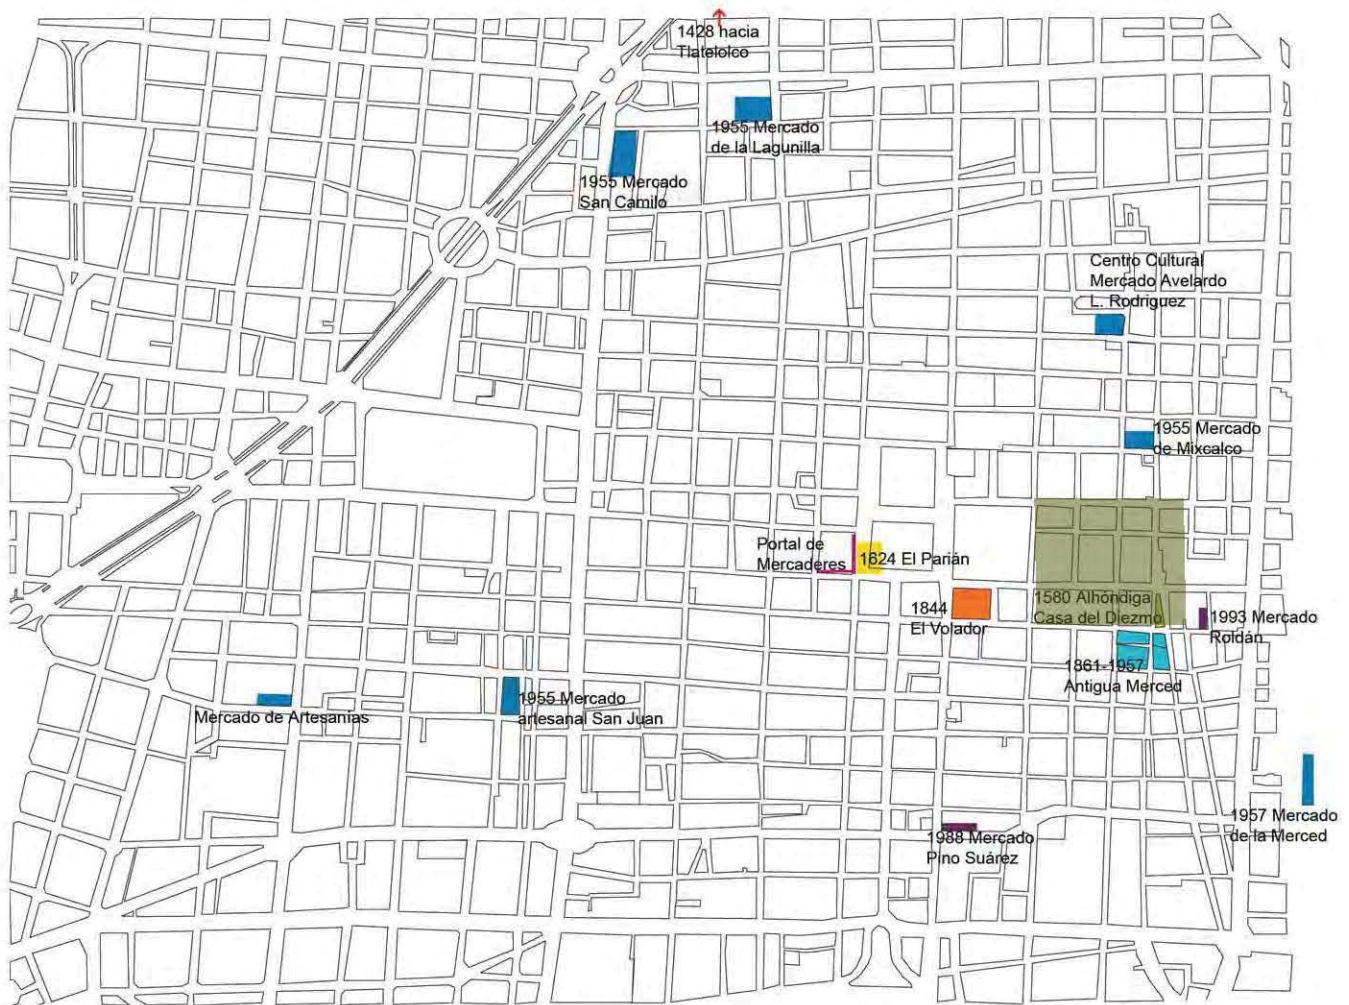 1428 hacia
Tlatelolco
1955 Mercado
de la Lagunilla
1955 Mercado
San Camilo
Centro Cultural
Mercado Avelardo
L. Rodriguez
1955 Mercado
de Mixcalco
Portal de
Mercaderes
1624 El Parián
1844
El Volador
1580 Alhóndiga
Casa del Diezmo
1993 Mercado
Roldán
1861-1957
Antigua Merced
Mercado de Artesanías
1955 Mercado
artesanal San Juan
1957 Mercado
de la Merced
1988 Mercado
Pino Suárez